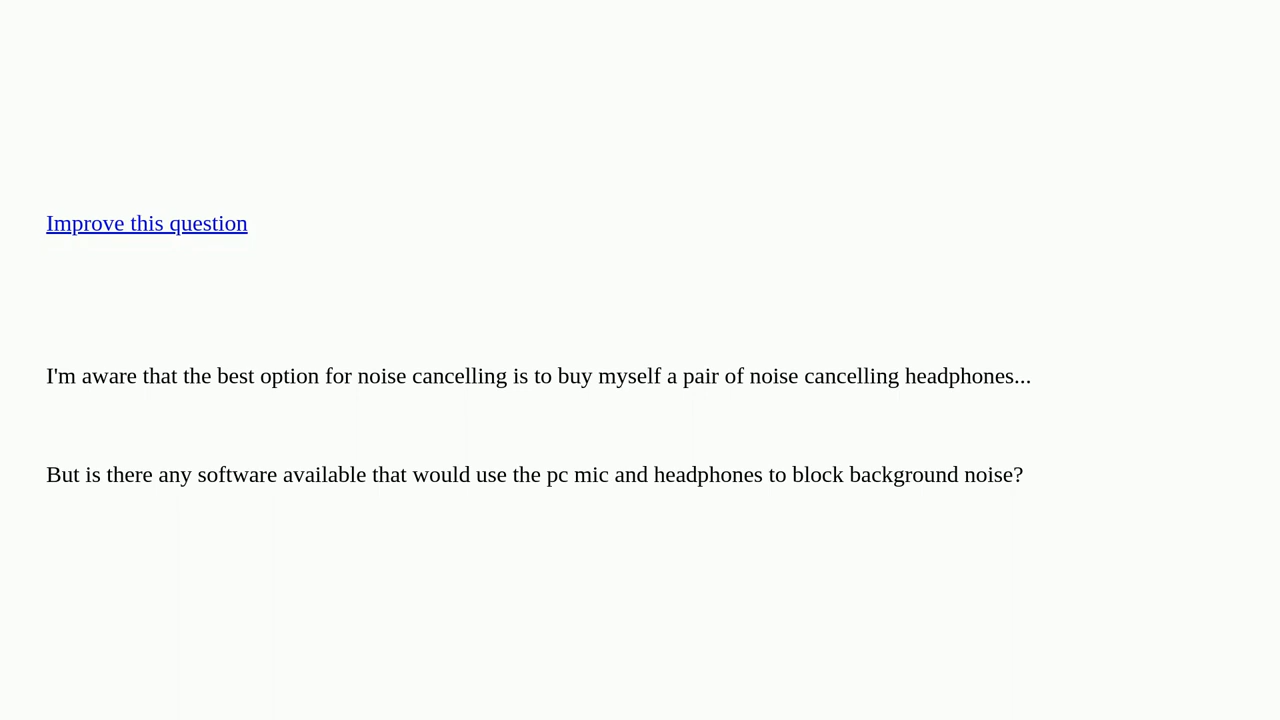 Improve this question
I'm aware that the best option for noise cancelling is to buy myself a pair of noise cancelling headphones...
But is there any software available that would use the pc mic and headphones to block background noise?